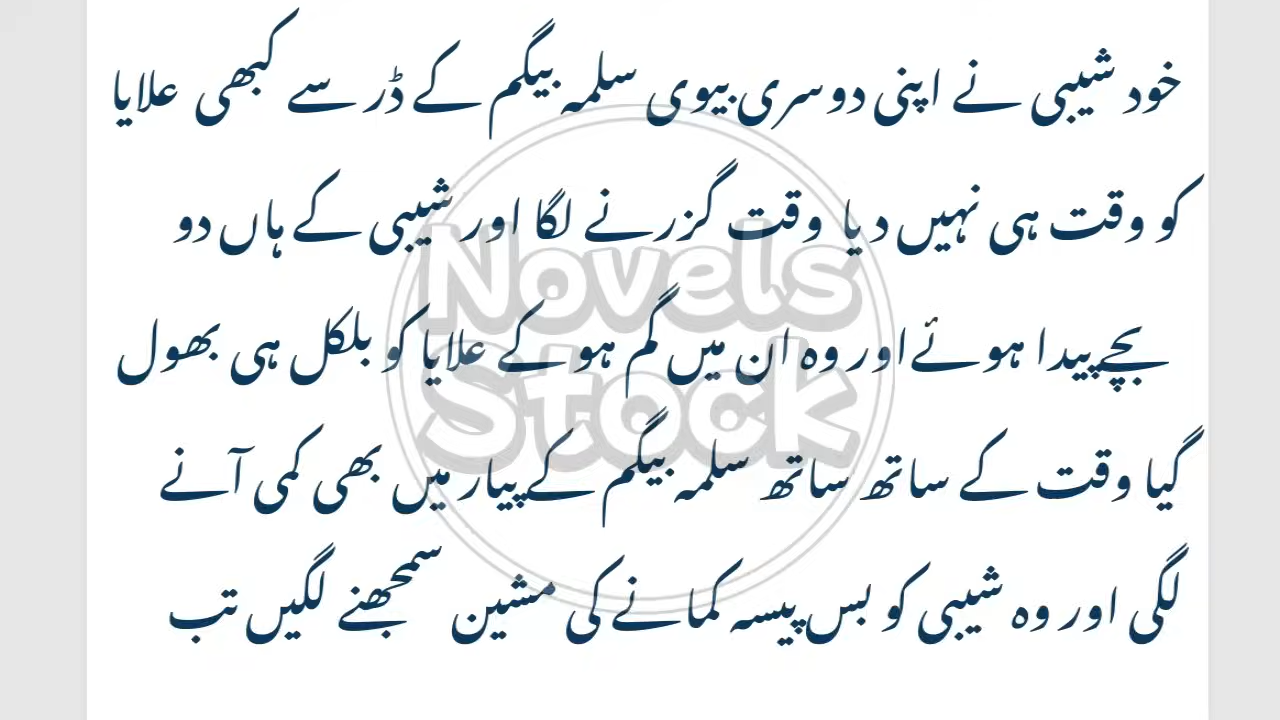 خود شیبی نے اپنی دوسری بیوی سلمہ بیگم کے ڈر سے کبھی علایا
کو وقت ہی نہیں دیا وقت گزرنے لگا اور شیبی کے ہاں دو
بچے پیدا ہوئے اور وہ ان میں گم ہو کے علایا کو بلکل ہی بھول
گیا وقت کے ساتھ ساتھ سلمہ بیگم کے پیار میں بھی کمی آنے
لگی اور وہ شیبی کو بس پیسہ کمانے کی مشین سمجھنے لگیں تب
Novels
Stock